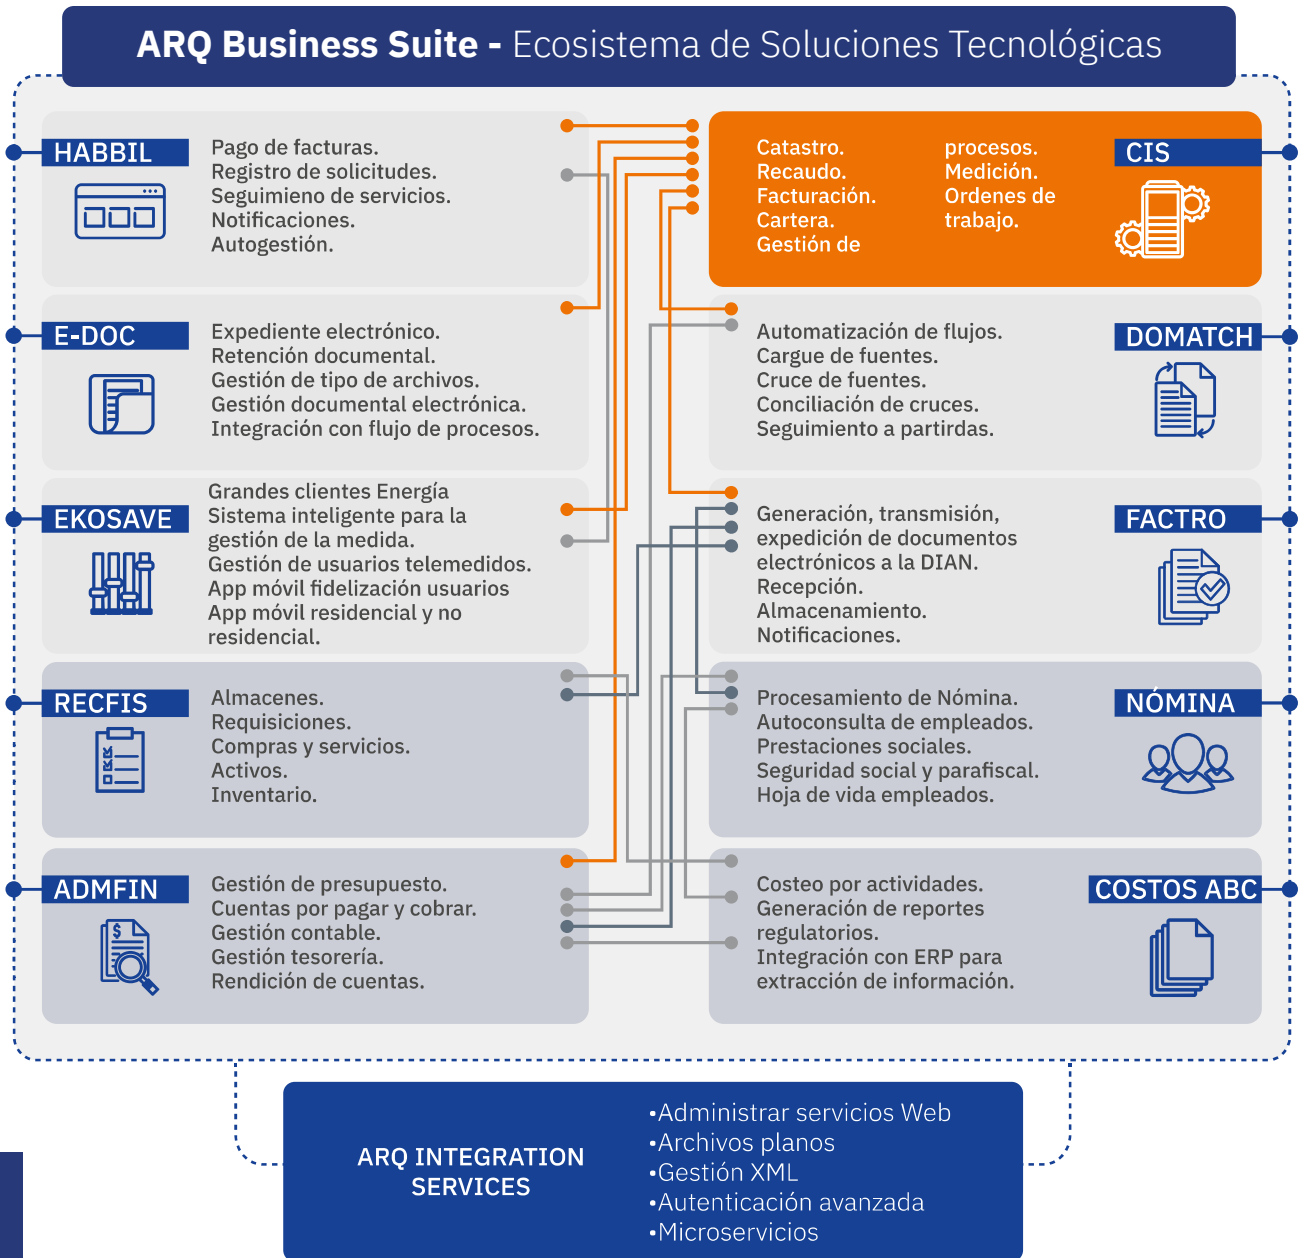 ARQ Business Suite - Ecosistema de Soluciones Tecnológicas
HABBIL
Pago de facturas.
Registro de solicitudes.
Seguimieno de servicios.
Notificaciones.
Autogestión.
Catastro.
Recaudo.
Facturación.
Cartera.
Gestión de
procesos.
Medición.
Ordenes de
trabajo.
CIS
E-DOC
Expediente electrónico.
Retención documental.
Gestión de tipo de archivos.
Gestión documental electrónica.
Integración con flujo de procesos.
Automatización de flujos.
Cargue de fuentes.
Cruce de fuentes.
Conciliación de cruces.
Seguimiento a partirdas.
DOMATCH
EKOSAVE
Grandes clientes Energía
Sistema inteligente para la
gestión de la medida.
Gestión de usuarios telemedidos.
App móvil fidelización usuarios
App móvil residencial y no
residencial.
Generación, transmisión,
expedición de documentos
electrónicos a la DIAN.
Recepción.
Almacenamiento.
Notificaciones.
FACTRO
RECFIS
Almacenes.
Requisiciones.
Compras y servicios.
Activos.
Inventario.
Procesamiento de Nómina.
Autoconsulta de empleados.
Prestaciones sociales.
Seguridad social y parafiscal.
Hoja de vida empleados.
NÓMINA
ADMFIN
$
Gestión de presupuesto.
Cuentas por pagar y cobrar.
Gestión contable.
Gestión tesorería.
Rendición de cuentas.
Costeo por actividades.
Generación de reportes
regulatorios.
Integración con ERP para
extracción de información.
COSTOS ABC
ARQ INTEGRATION
SERVICES
•Administrar servicios Web
•Archivos planos
•Gestión XML
•Autenticación avanzada
•Microservicios